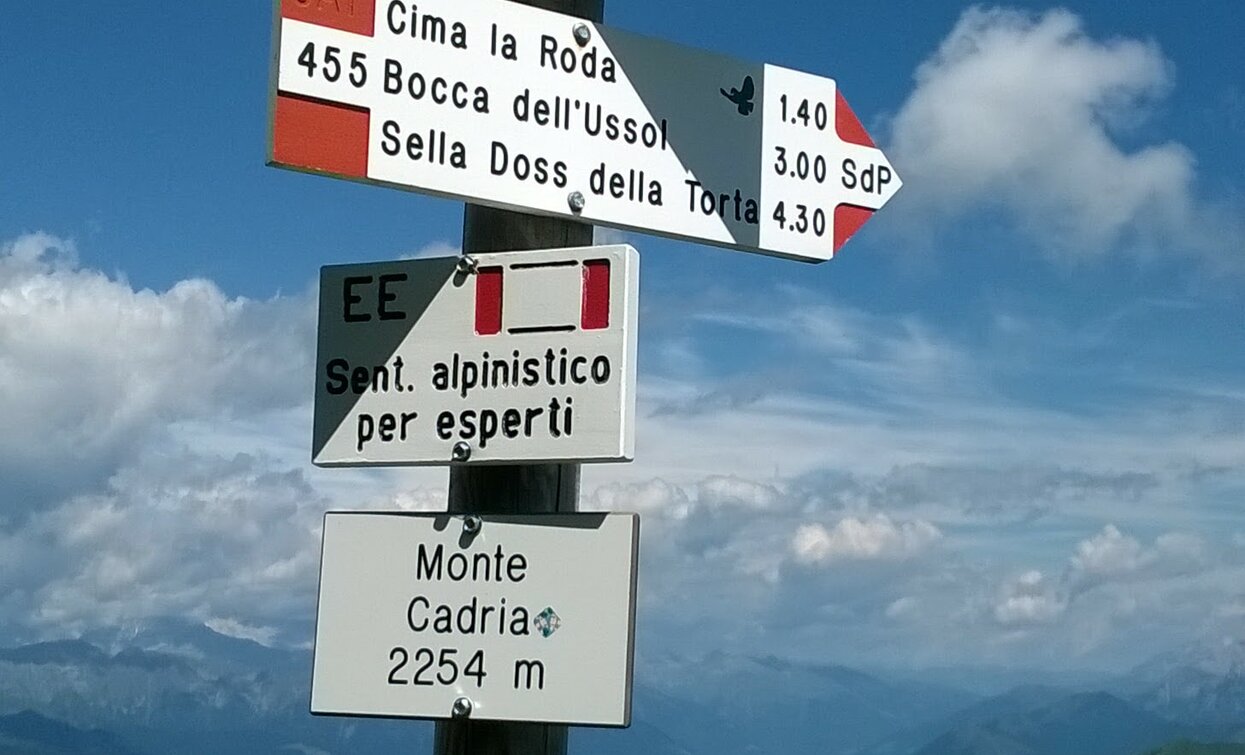 Cima la Roda 1.40
455 Bocca dell'Ussol 3.00 SdP
Sella Doss della Torta 4.30
EE
Sent. alpinistico
per esperti
Monte
Cadria
2254 m